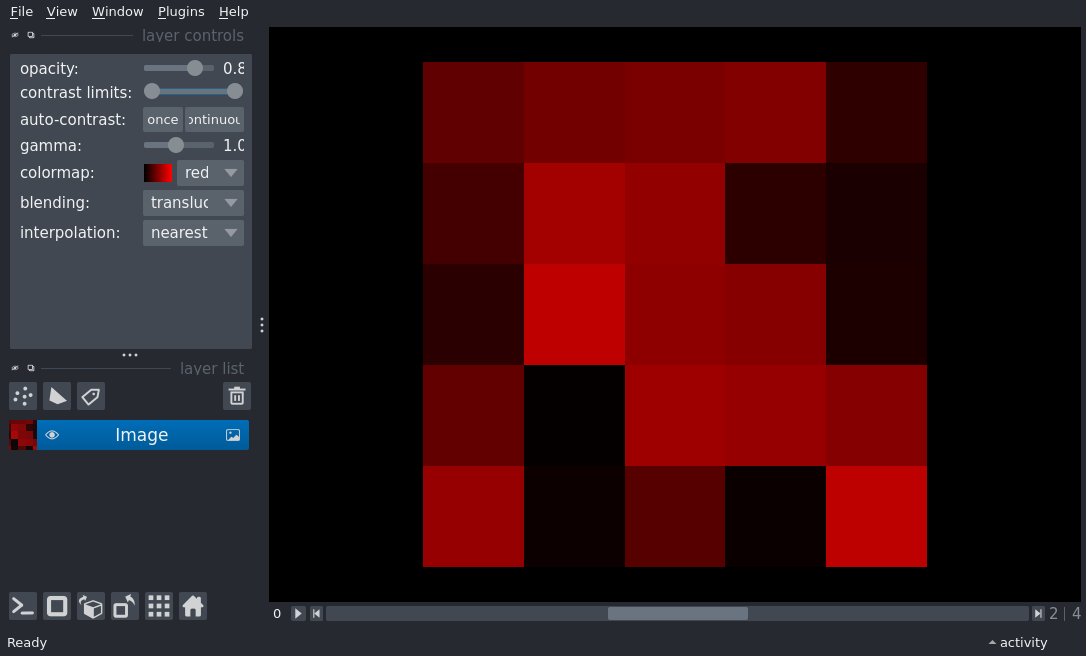 File View Window Plugins Help
layer controls
opacity: 0.8
contrast limits:
auto-contrast: once ontinuou
gamma: 1.0
colormap: red
blending: transluc
interpolation: nearest
layer list
Image
0 2 | 4
Ready activity